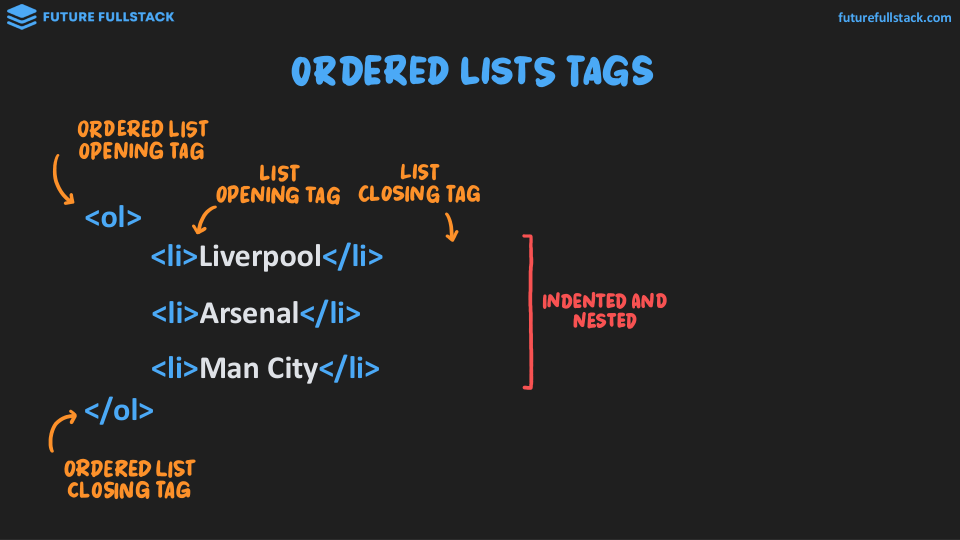 FUTURE FULLSTACK
futurefullstack.com
ORDERED LISTS TAGS
ORDERED LIST
OPENING TAG
LIST
OPENING TAG
LIST
CLOSING TAG
<ol>
<li>Liverpool</li>
<li>Arsenal</li>
<li>Man City</li>
INDENTED AND
NESTED
</ol>
ORDERED LIST
CLOSING TAG